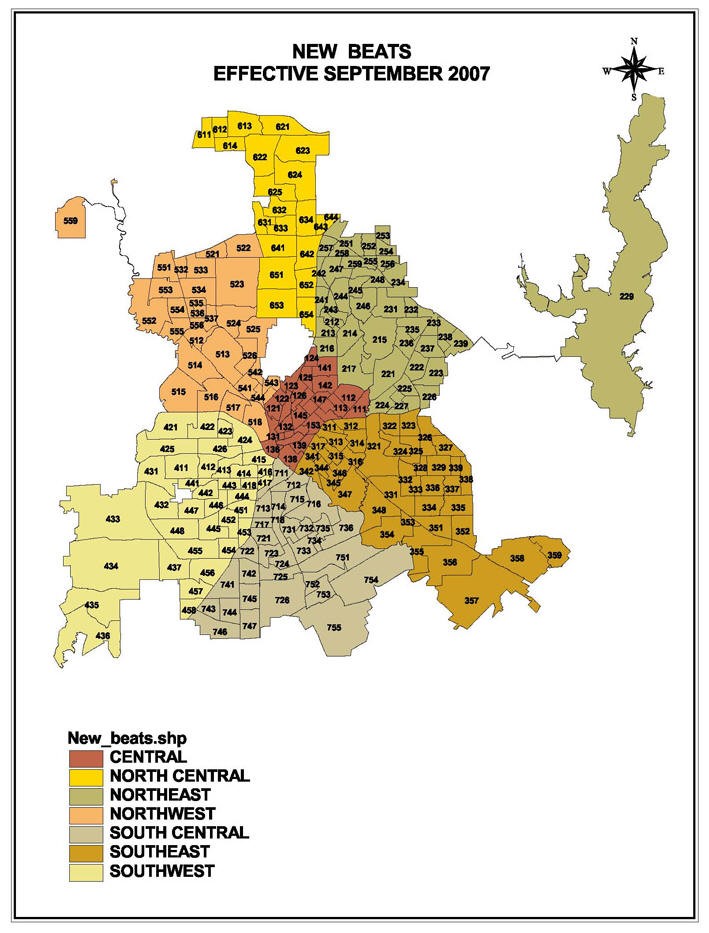 NEW BEATS
EFFECTIVE SEPTEMBER 2007
N
W E
S
613 621
611 612
614
622 623
624
625
632
631 633 634 644
643
559
641 642
651
652
653 654
522
521
551 532 533
553 534 523
535
554 536
552 537
555 556 524 525
512
513 526
514
542
543
541
515 516 544
517
518
253
251 252
257 258 254
259 255 256
247
242 248 234
245
241 244
243 246 231 232
212
213 214 235 233
215 236 238
216 237 239
217 221 222 223
225
224 227 226
229
124
141
125
123 142
122 126
147 112
121 113 111
145
132 153
131
139
136
138
311 312
322 323
313 326
317 314
321 324 325 327
341 315
316
328 329 339
342 344
346
332 338
345
333 336 337
347 331
334 335
348
353 351
354 352
355
356 358 359
357
421 422
423
424
425 426
415
431 411 412 413 414 416
441 443 418 417
442 444
432 446
447 451
433 452
448 445 453
455 454
434 437 456
457
435 458
436
711
712
715
713 714 716
717 718
731 732 735 736
721 734
722 723 733
724 751
742 725
741 752 754
745 726 753
743 744
746 747 755
New_beats.shp
CENTRAL
NORTH CENTRAL
NORTHEAST
NORTHWEST
SOUTH CENTRAL
SOUTHEAST
SOUTHWEST